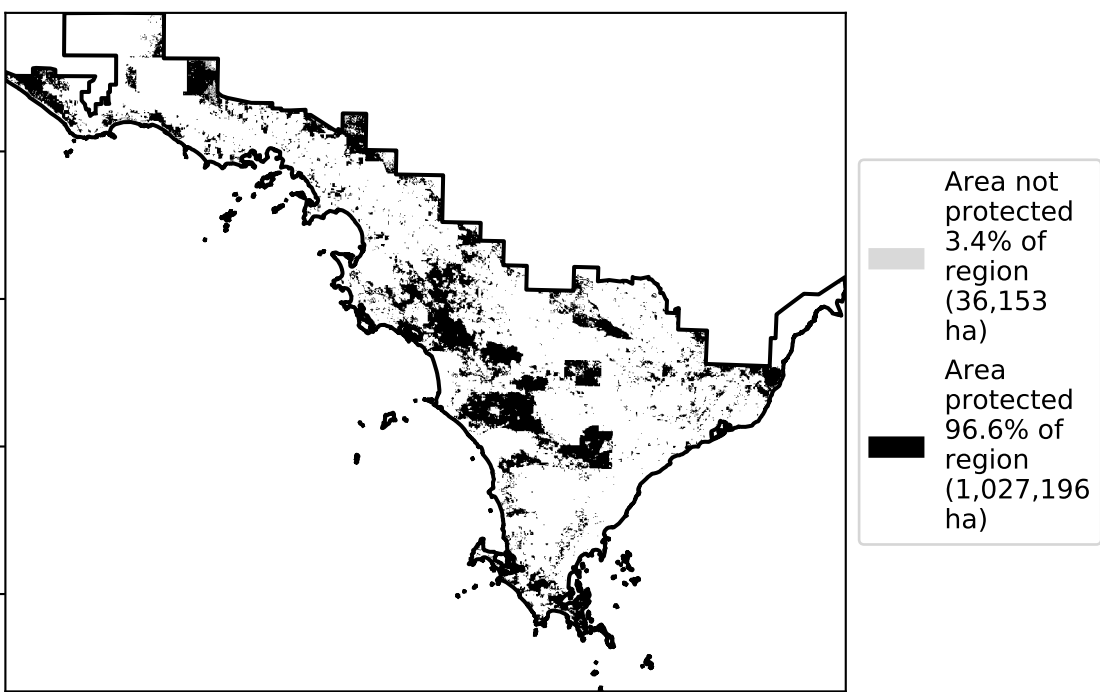 Area not
protected
3.4% of
region
(36,153
ha)
Area
protected
96.6% of
region
(1,027,196
ha)